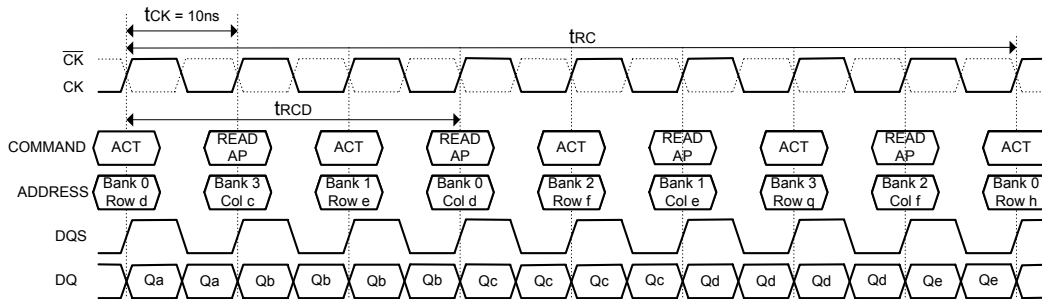 tCK = 10ns
tRC
CK
CK
tRCD
COMMAND ACT READ AP ACT READ AP ACT READ AP ACT READ AP ACT
ADDRESS Bank 0 Row d Bank 3 Col c Bank 1 Row e Bank 0 Col d Bank 2 Row f Bank 1 Col e Bank 3 Row q Bank 2 Col f Bank 0 Row h
DQS
DQ Qa Qa Qb Qb Qb Qb Qc Qc Qc Qc Qd Qd Qd Qd Qe Qe